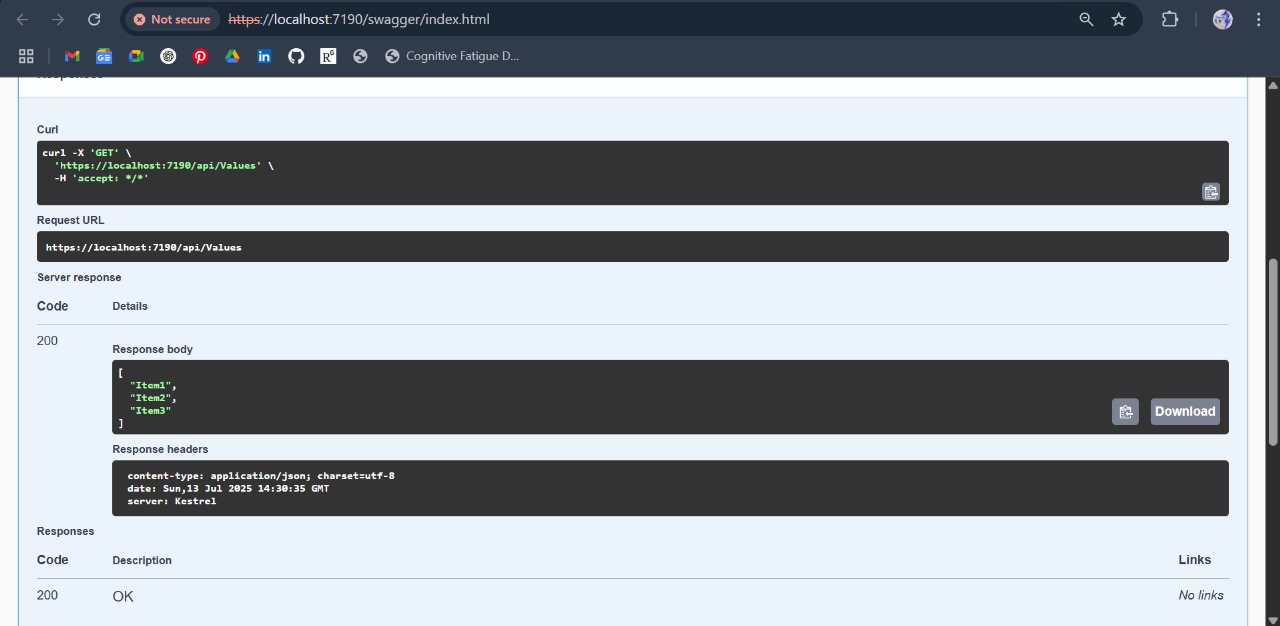 Not secure https://localhost:7190/swagger/index.html
Cognitive Fatigue D...
Responses
Curl
curl -X 'GET' \
'https://localhost:7190/api/Values' \
-H 'accept: */*'
Request URL
https://localhost:7190/api/Values
Server response
Code Details
200
Response body
[
"Item1",
"Item2",
"Item3"
]
Download
Response headers
content-type: application/json; charset=utf-8
date: Sun,13 Jul 2025 14:30:35 GMT
server: Kestrel
Responses
Code Description Links
200 OK No links